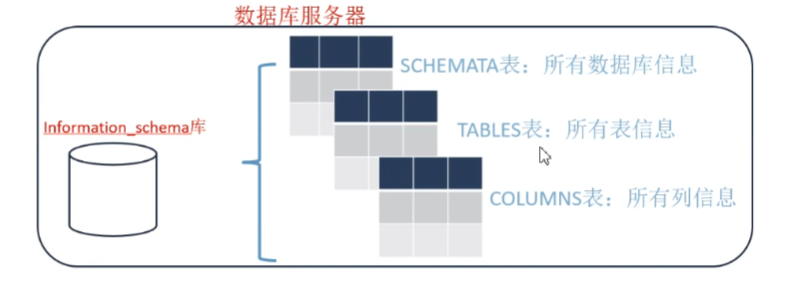 数据库服务器
SCHEMATA表：所有数据库信息
Information_schema库
TABLES表：所有表信息
COLUMNS表：所有列信息